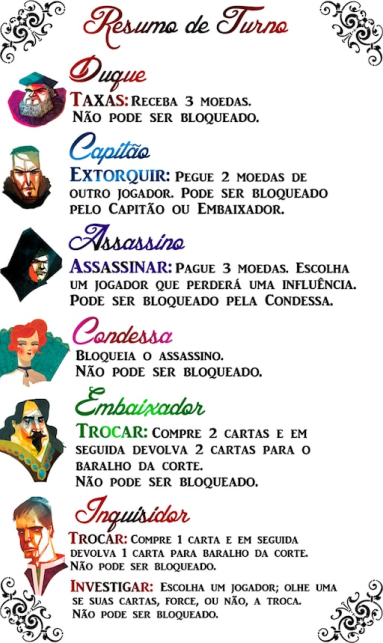 Resumo de Turno
Duque
Taxas: Receba 3 moedas.
Não pode ser bloqueado.
Capitão
Extorquir: Pegue 2 moedas de
outro jogador. Pode ser bloqueado
pelo Capitão ou Embaixador.
Assassino
Assassinar: Pague 3 moedas. Escolha
um jogador que perderá uma influência.
Pode ser bloqueado pela Condessa.
Condessa
Bloqueia o assassino.
Não pode ser bloqueado.
Embaixador
Trocar: Compre 2 cartas e em
seguida devolva 2 cartas para o
baralho da corte.
Não pode ser bloqueado.
Inquisidor
Trocar: Compre 1 carta e em seguida
devolva 1 carta para baralho da corte.
Não pode ser bloqueado.
Investigar: Escolha um jogador; olhe uma
se suas cartas, force, ou não, a troca.
Não pode ser bloqueado.